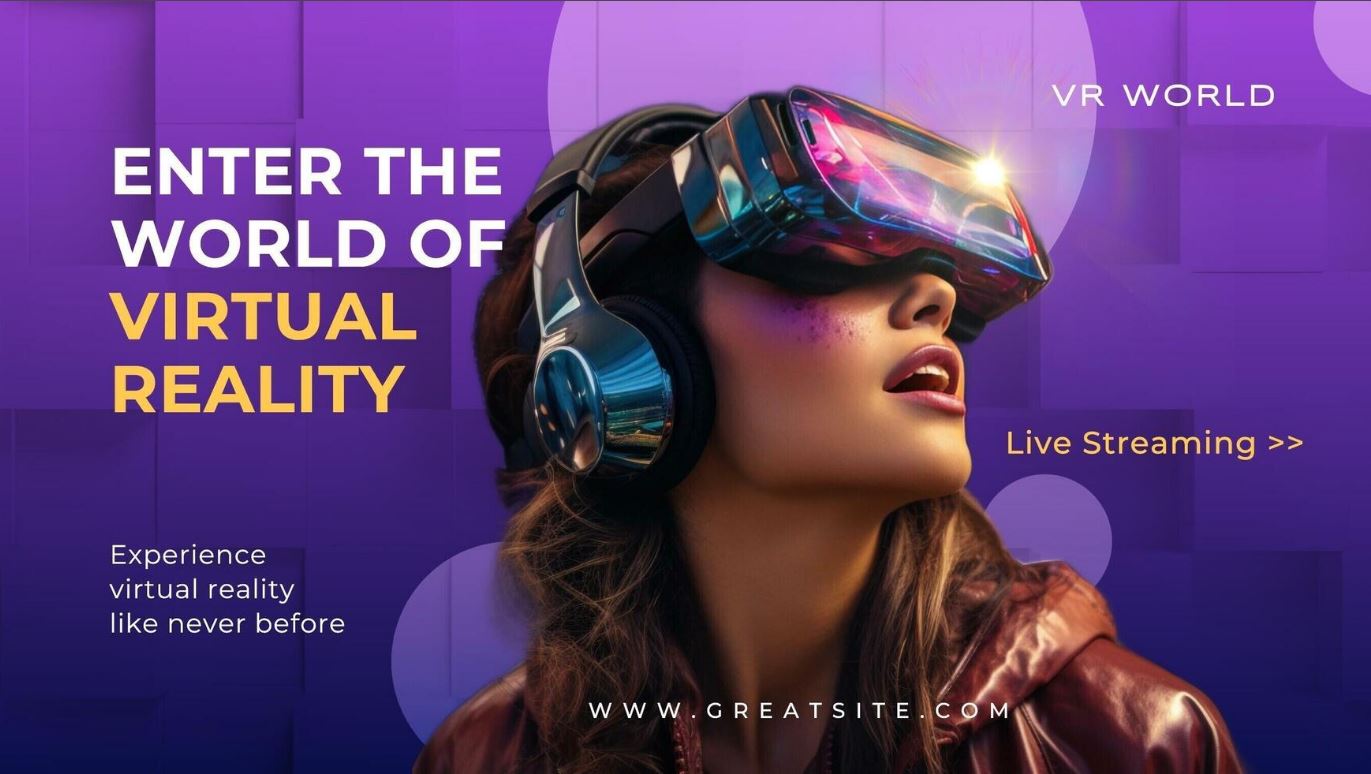 VR WORLD
ENTER THE
WORLD OF
VIRTUAL
REALITY
Live Streaming >>
Experience
virtual reality
like never before
WWW.GREATSITE.COM